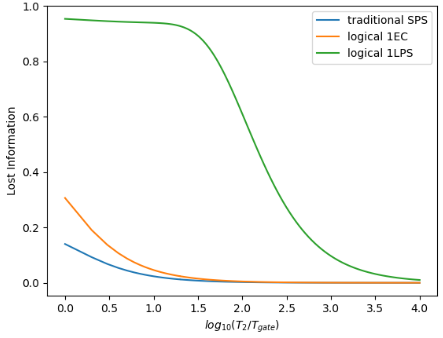 1.0
0.8
0.6
0.4
0.2
0.0
Lost Information
traditional SPS
logical 1EC
logical 1LPS
0.0 0.5 1.0 1.5 2.0 2.5 3.0 3.5 4.0
log₁₀(T₂/T_gate)